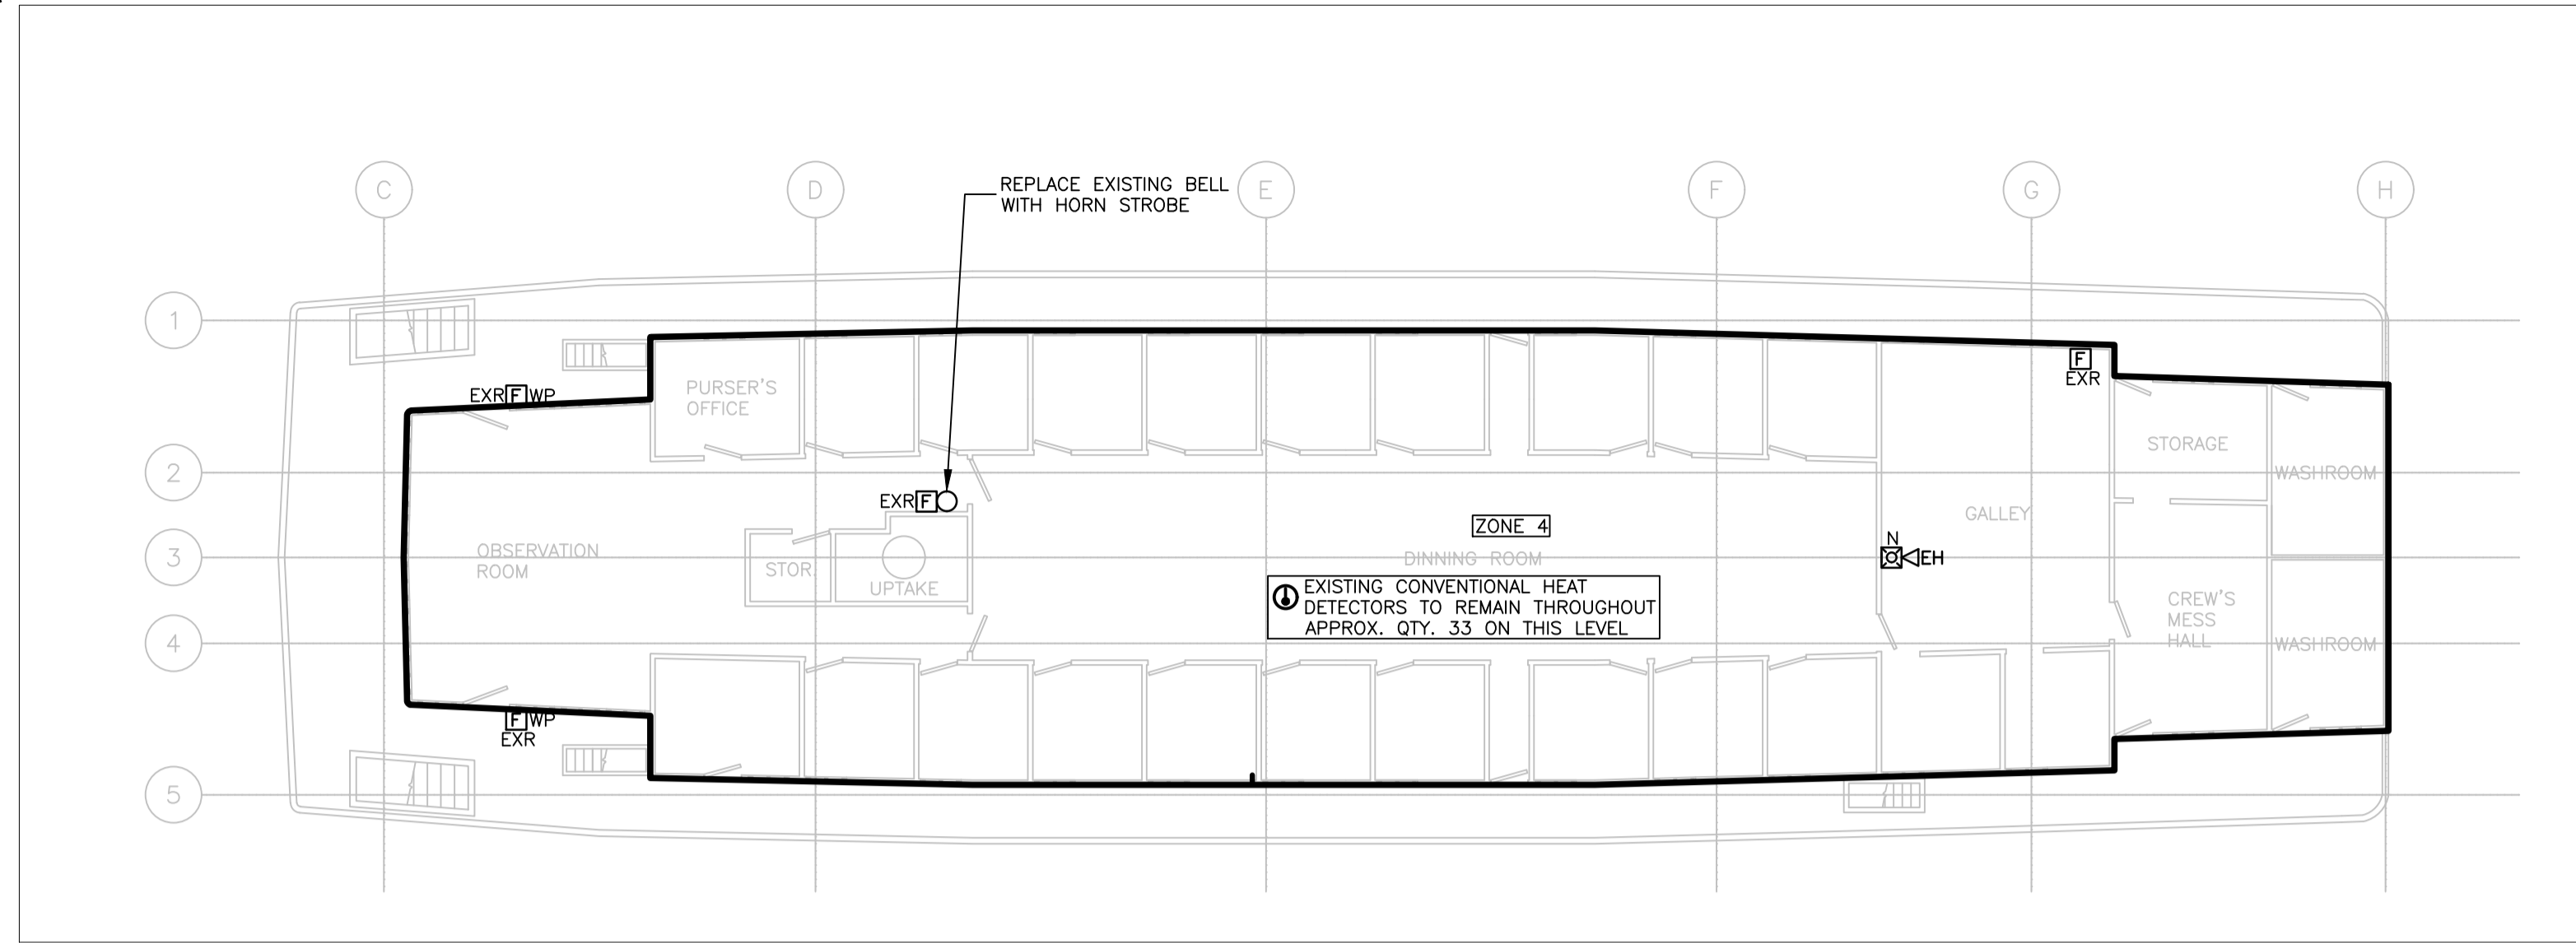 C
D
E
F
G
H
REPLACE EXISTING BELL
WITH HORN STROBE
1
F
EXR
PURSER'S
OFFICE
EXR F WP
STORAGE
2
WASHROOM
EXR F
GALLEY
ZONE 4
N
EH
3
OBSERVATION
ROOM
DINNING ROOM
STOR.
UPTAKE
EXISTING CONVENTIONAL HEAT
DETECTORS TO REMAIN THROUGHOUT
APPROX. QTY. 33 ON THIS LEVEL
CREW'S
MESS
HALL
4
WASHROOM
F WP
EXR
5